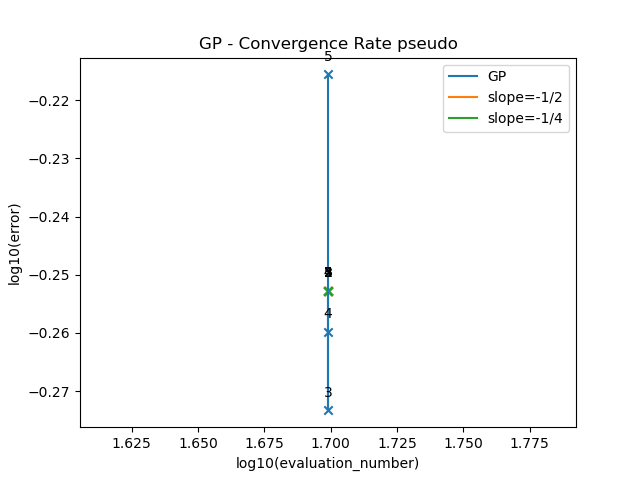 GP - Convergence Rate pseudo
5
GP
slope=-1/2
slope=-1/4
−0.22
−0.23
−0.24
−0.25
−0.26
−0.27
4
3
log10(error)
1.625
1.650
1.675
1.700
1.725
1.750
1.775
log10(evaluation_number)